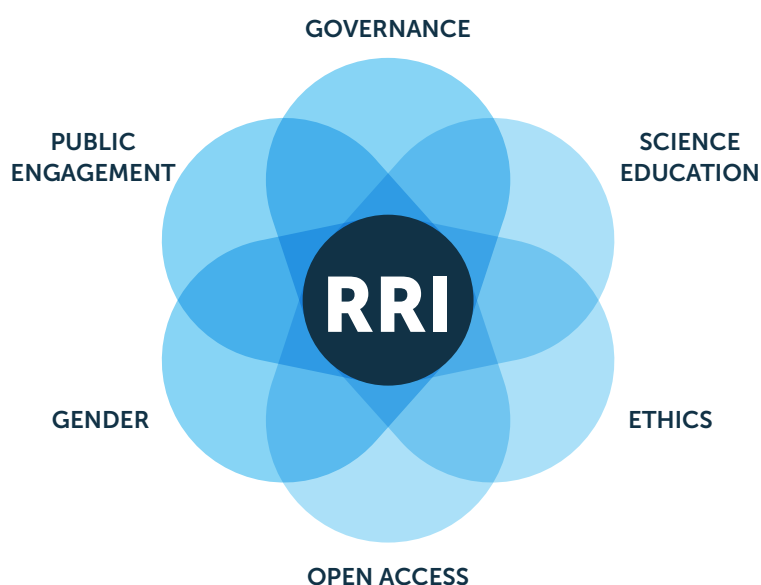 GOVERNANCE
PUBLIC
ENGAGEMENT
SCIENCE
EDUCATION
RRI
GENDER
ETHICS
OPEN ACCESS